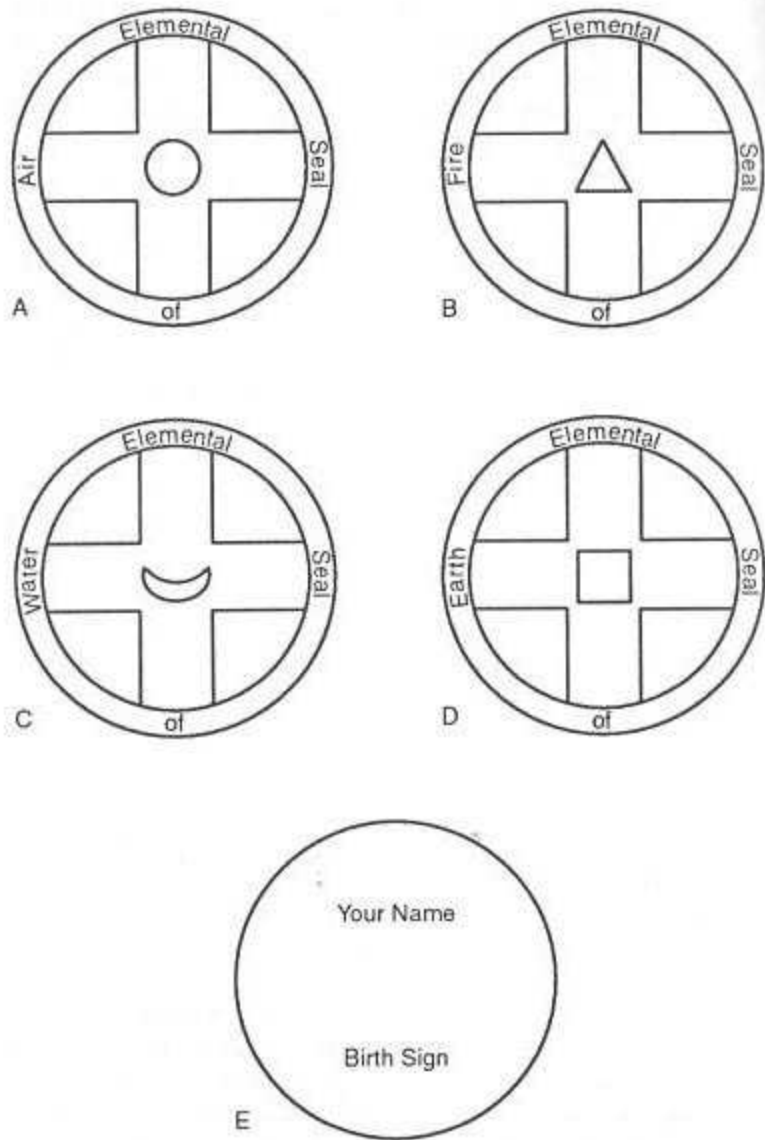 Elemental
Seal
of
Air
A
Elemental
Seal
of
Fire
B
Elemental
Seal
of
Water
C
Elemental
Seal
of
Earth
D
Your Name
Birth Sign
E